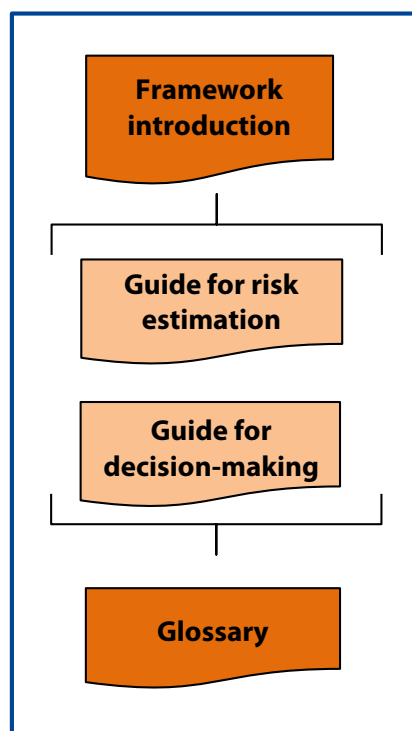 Framework
introduction
Guide for risk
estimation
Guide for
decision-making
Glossary